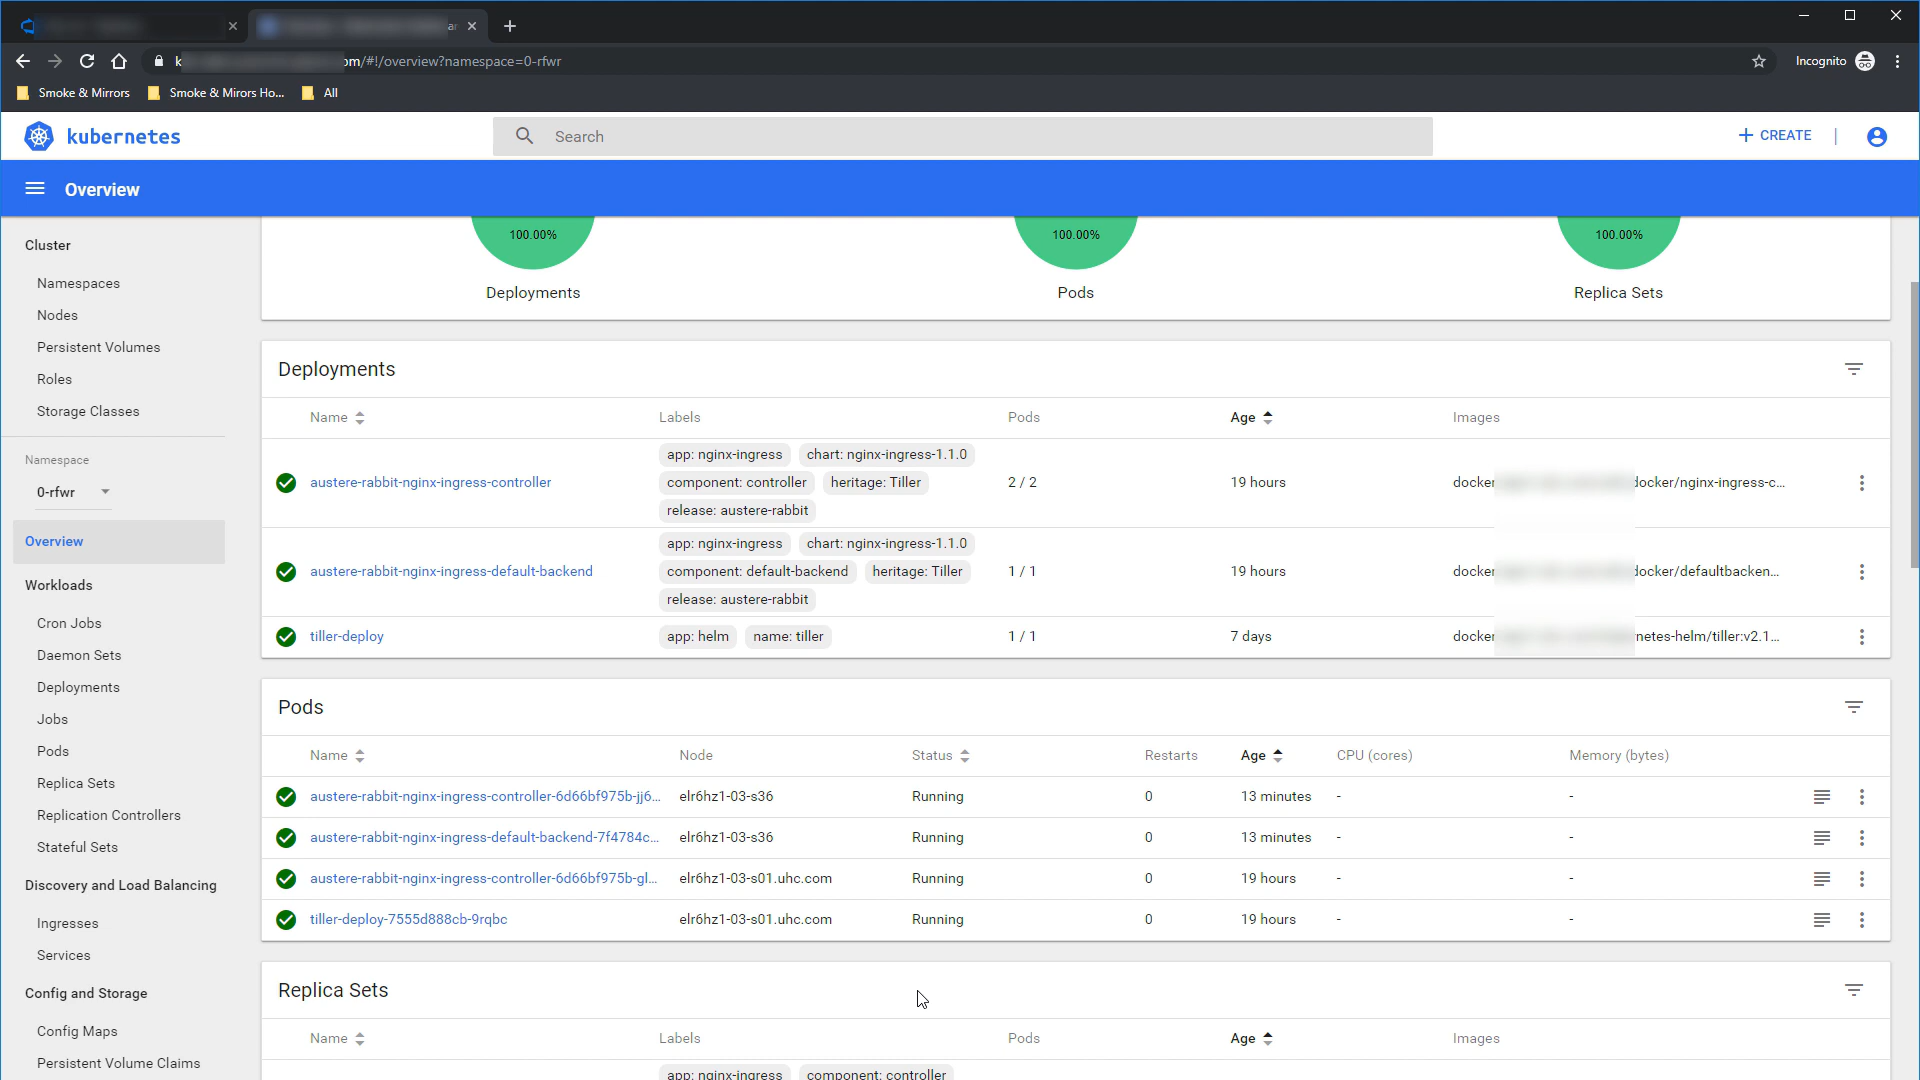 k om/#!/overview?namespace=0-rfwr
Incognito
Smoke & Mirrors
Smoke & Mirors Ho...
All
kubernetes
Search
+ CREATE
Overview
Cluster
Namespaces
Nodes
Persistent Volumes
Roles
Storage Classes
Namespace
0-rfwr
Overview
Workloads
Cron Jobs
Daemon Sets
Deployments
Jobs
Pods
Replica Sets
Replication Controllers
Stateful Sets
Discovery and Load Balancing
Ingresses
Services
Config and Storage
Config Maps
Persistent Volume Claims
100.00% 100.00% 100.00%
Deployments Pods Replica Sets
Deployments
Name Labels Pods Age Images
app: nginx-ingress chart: nginx-ingress-1.1.0
austere-rabbit-nginx-ingress-controller component: controller heritage: Tiller 2 / 2 19 hours docker docker/nginx-ingress-c...
release: austere-rabbit
app: nginx-ingress chart: nginx-ingress-1.1.0
austere-rabbit-nginx-ingress-default-backend component: default-backend heritage: Tiller 1 / 1 19 hours docker docker/defaultbacken...
release: austere-rabbit
tiller-deploy app: helm name: tiller 1 / 1 7 days docker netes-helm/tiller:v2.1...
Pods
Name Node Status Restarts Age CPU (cores) Memory (bytes)
austere-rabbit-nginx-ingress-controller-6d66bf975b-jj6... elr6hz1-03-s36 Running 0 13 minutes - -
austere-rabbit-nginx-ingress-default-backend-7f4784c... elr6hz1-03-s36 Running 0 13 minutes - -
austere-rabbit-nginx-ingress-controller-6d66bf975b-gl... elr6hz1-03-s01.uhc.com Running 0 19 hours - -
tiller-deploy-7555d888cb-9rqbc elr6hz1-03-s01.uhc.com Running 0 19 hours - -
Replica Sets
Name Labels Pods Age Images
app: nginx-ingress component: controller